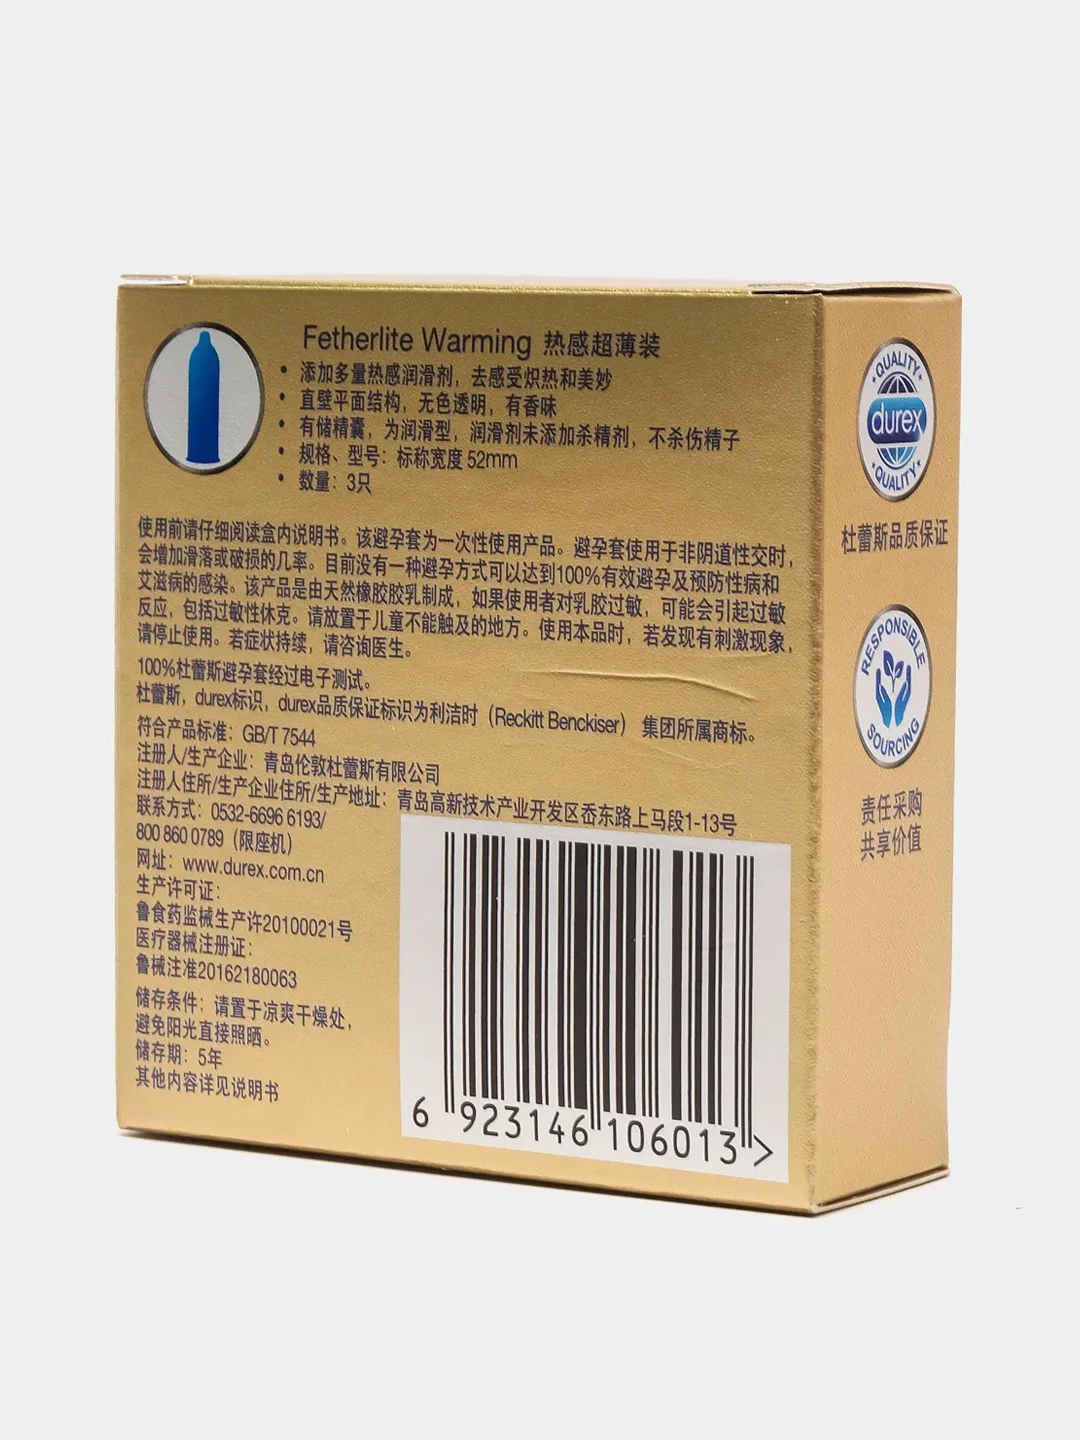 Fetherlite Warming 热感超薄装
• 添加多量热感润滑剂，去感受炽热和美妙
• 直壁平面结构，无色透明，有香味
• 有储精囊，为润滑型，润滑剂未添加杀精剂，不杀伤精子
• 规格、型号：标称宽度 52mm
• 数量：3只
使用前请仔细阅读盒内说明书。该避孕套为一次性使用产品。避孕套使用于非阴道性交时，
会增加滑落或破损的几率。目前没有一种避孕方式可以达到100%有效避孕及预防性病和
艾滋病的感染。该产品是由天然橡胶胶乳制成，如果使用者对乳胶过敏，可能会引起过敏
反应，包括过敏性休克。请放置于儿童不能触及的地方。使用本品时，若发现有刺激现象，
请停止使用。若症状持续，请咨询医生。
100%杜蕾斯避孕套经过电子测试。
杜蕾斯，durex标识，durex品质保证标识为利洁时（Reckitt Benckiser） 集团所属商标。
符合产品标准：GB/T 7544
注册人/生产企业：青岛伦敦杜蕾斯有限公司
注册人住所/生产企业住所/生产地址：青岛高新技术产业开发区岙东路上马段1-13号
联系方式：0532-6696 6193/
800 860 0789（限座机）
网址：www.durex.com.cn
生产许可证：
鲁食药监械生产许20100021号
医疗器械注册证：
鲁械注准20162180063
储存条件：请置于凉爽干燥处，
避免阳光直接照晒。
储存期：5年
其他内容详见说明书
6 923146 106013 >
QUALITY
durex
QUALITY
杜蕾斯品质保证
RESPONSIBLE
SOURCING
责任采购
共享价值